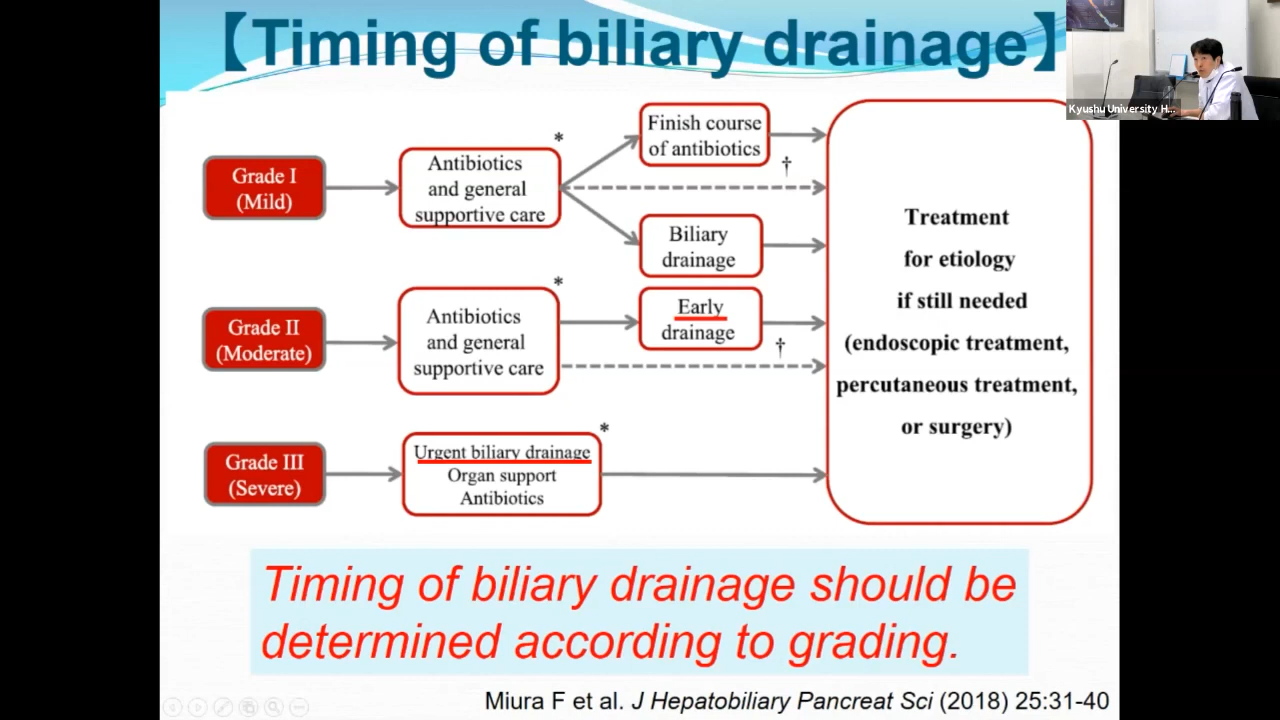 【Timing of biliary drainage】
Kyushu University H...
Grade I
(Mild)
Antibiotics
and general
supportive care
*
Finish course
of antibiotics
†
Biliary
drainage
Grade II
(Moderate)
Antibiotics
and general
supportive care
*
Early
drainage
†
Grade III
(Severe)
Urgent biliary drainage
Organ support
Antibiotics
*
Treatment
for etiology
if still needed
(endoscopic treatment,
percutaneous treatment,
or surgery)
Timing of biliary drainage should be
determined according to grading.
Miura F et al. J Hepatobiliary Pancreat Sci (2018) 25:31-40